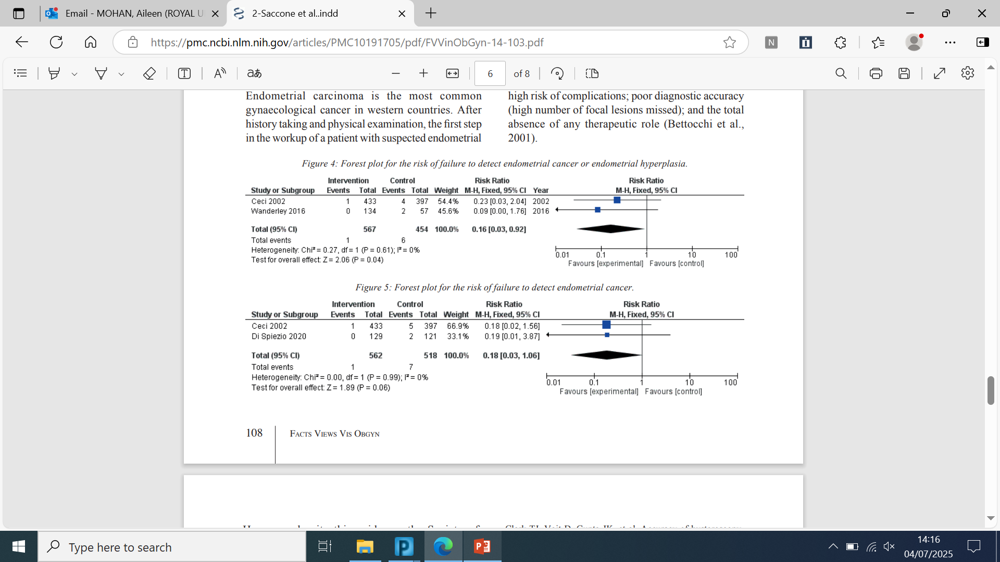 Email - MOHAN, Aileen (ROYAL U
2-Saccone et al..indd
https://pmc.ncbi.nlm.nih.gov/articles/PMC10191705/pdf/FVVinObGyn-14-103.pdf
6 of 8
Endometrial carcinoma is the most common
gynaecological cancer in western countries. After
history taking and physical examination, the first step
in the workup of a patient with suspected endometrial
high risk of complications; poor diagnostic accuracy
(high number of focal lesions missed); and the total
absence of any therapeutic role (Bettocchi et al.,
2001).
Figure 4: Forest plot for the risk of failure to detect endometrial cancer or endometrial hyperplasia.
Intervention Control Risk Ratio Risk Ratio
Study or Subgroup Events Total Events Total Weight M-H, Fixed, 95% CI Year M-H, Fixed, 95% CI
Ceci 2002 1 433 4 397 54.4% 0.23 [0.03, 2.04] 2002
Wanderley 2016 0 134 2 57 45.6% 0.09 [0.00, 1.76] 2016
Total (95% CI) 567 454 100.0% 0.16 [0.03, 0.92]
Total events 1 6
Heterogeneity: Chi² = 0.27, df = 1 (P = 0.61); I² = 0%
Test for overall effect: Z = 2.06 (P = 0.04)
0.01 0.1 1 10 100
Favours [experimental] Favours [control]
Figure 5: Forest plot for the risk of failure to detect endometrial cancer.
Intervention Control Risk Ratio Risk Ratio
Study or Subgroup Events Total Events Total Weight M-H, Fixed, 95% CI M-H, Fixed, 95% CI
Ceci 2002 1 433 5 397 66.9% 0.18 [0.02, 1.56]
Di Spiezio 2020 0 129 2 121 33.1% 0.19 [0.01, 3.87]
Total (95% CI) 562 518 100.0% 0.18 [0.03, 1.06]
Total events 1 7
Heterogeneity: Chi² = 0.00, df = 1 (P = 0.99); I² = 0%
Test for overall effect: Z = 1.89 (P = 0.06)
0.01 0.1 1 10 100
Favours [experimental] Favours [control]
108 Facts Views Vis Obgyn
Type here to search
14:16
04/07/2025